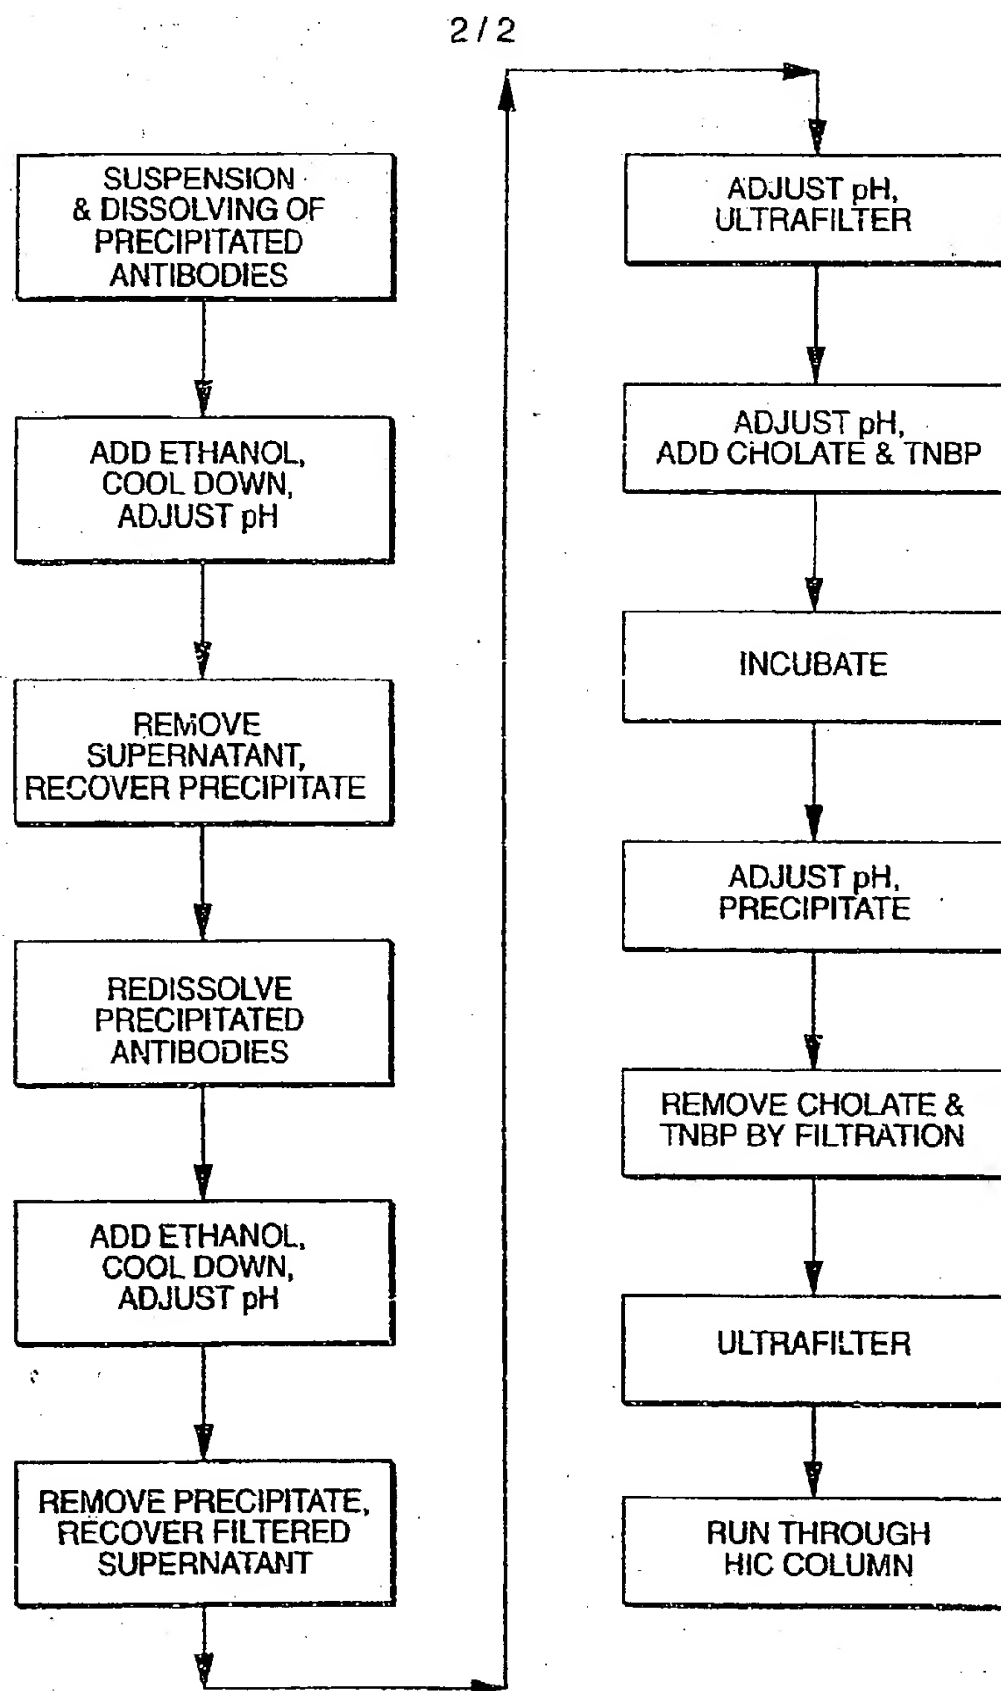 2/2
SUSPENSION
& DISSOLVING OF
PRECIPITATED
ANTIBODIES
ADD ETHANOL,
COOL DOWN,
ADJUST pH
REMOVE
SUPERNATANT,
RECOVER PRECIPITATE
REDISSOLVE
PRECIPITATED
ANTIBODIES
ADD ETHANOL,
COOL DOWN,
ADJUST pH
REMOVE PRECIPITATE,
RECOVER FILTERED
SUPERNATANT
ADJUST pH,
ULTRAFILTER
ADJUST pH,
ADD CHOLATE & TNBP
INCUBATE
ADJUST pH,
PRECIPITATE
REMOVE CHOLATE &
TNBP BY FILTRATION
ULTRAFILTER
RUN THROUGH
HIC COLUMN